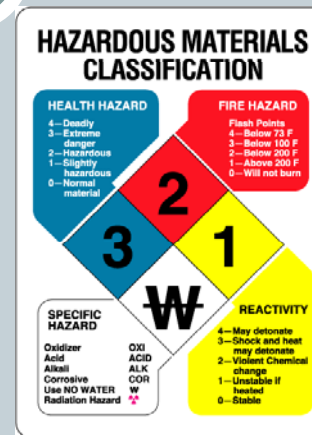 HAZARDOUS MATERIALS
CLASSIFICATION
HEALTH HAZARD
4—Deadly
3—Extreme
danger
2—Hazardous
1—Slightly
hazardous
0—Normal
material
FIRE HAZARD
Flash Points
4—Below 73 F
3—Below 100 F
2—Below 200 F
1—Above 200 F
0—Will not burn
2
3
1
W
SPECIFIC
HAZARD
Oxidizer OXI
Acid ACID
Alkali ALK
Corrosive COR
Use NO WATER W
Radiation Hazard
REACTIVITY
4—May detonate
3—Shock and heat
may detonate
2—Violent Chemical
change
1—Unstable if
heated
0—Stable